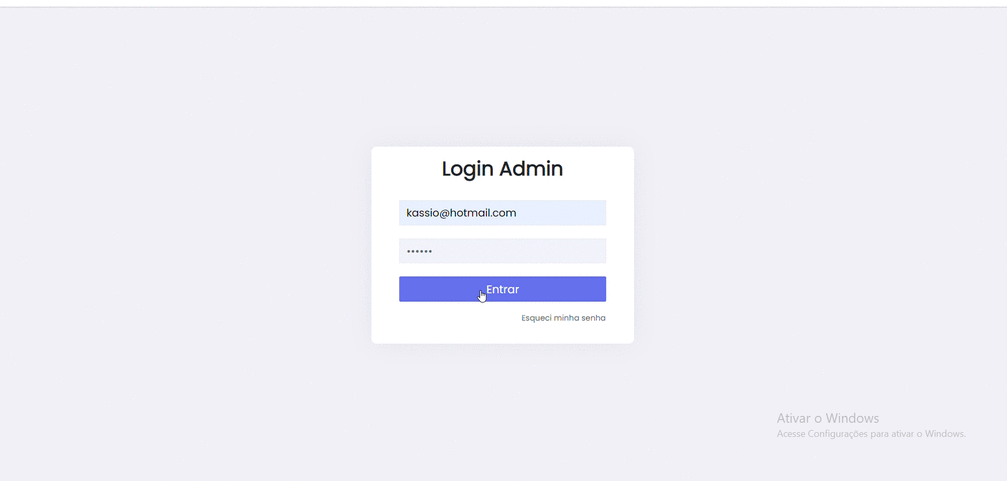 Login Admin
kassio@hotmail.com
••••••
Entrar
Esqueci minha senha
Ativar o Windows
Acesse Configurações para ativar o Windows.